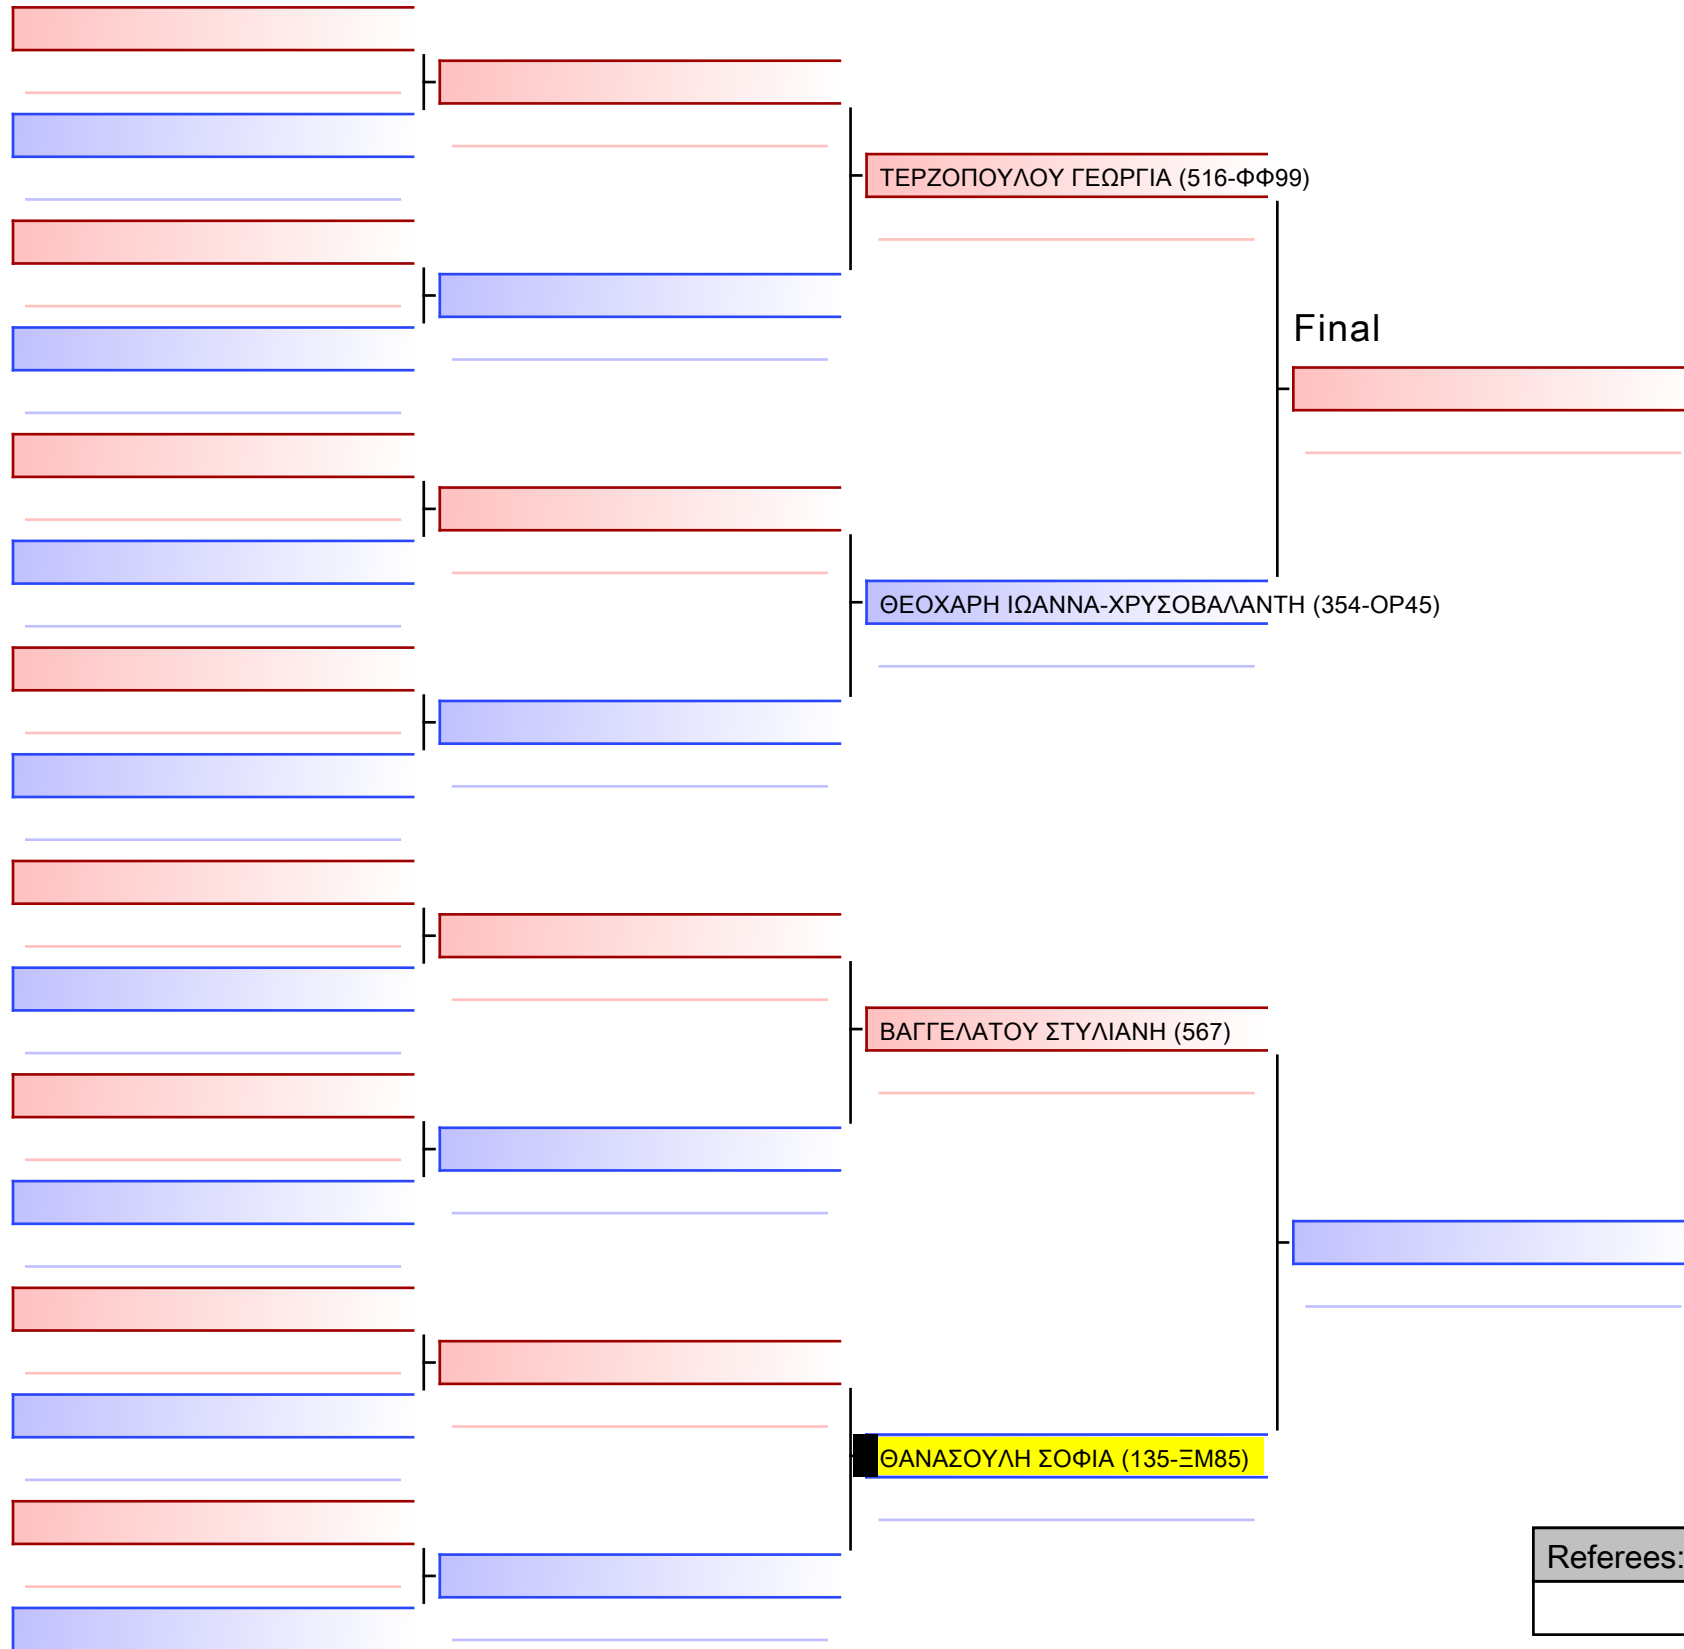 ΤΕΡΖΟΠΟΥΛΟΥ ΓΕΩΡΓΙΑ (516-ΦΦ99)
Final
ΘΕΟΧΑΡΗ ΙΩΑΝΝΑ-ΧΡΥΣΟΒΑΛΑΝΤΗ (354-ΟΡ45)
ΒΑΓΓΕΛΑΤΟΥ ΣΤΥΛΙΑΝΗ (567)
ΘΑΝΑΣΟΥΛΗ ΣΟΦΙΑ (135-ΞΜ85)
Referees: